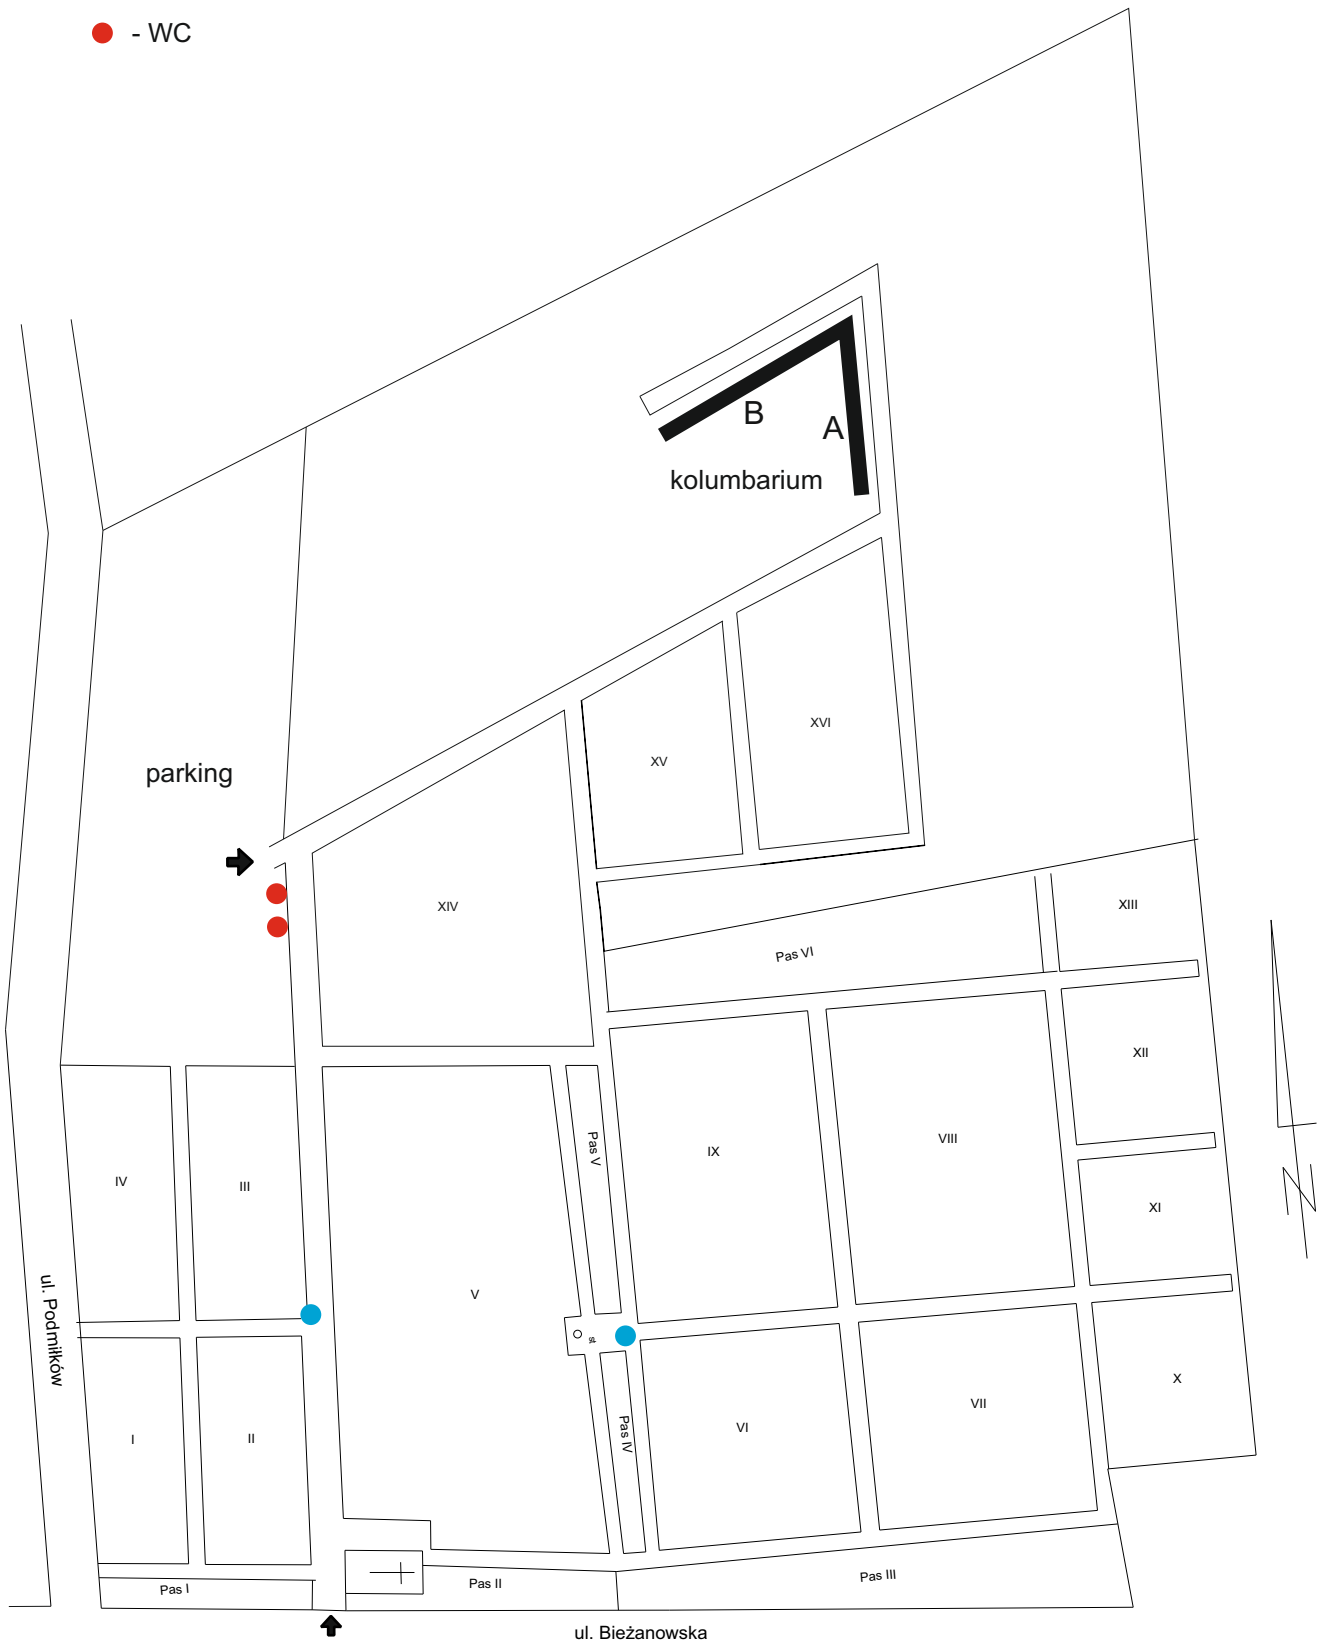 - WC
B
A
kolumbarium
XVI
XV
parking
XIV
XIII
Pas VI
XII
VIII
IX
Pas V
IV
III
XI
V
ul. Podmiłków
st.
X
VII
VI
Pas IV
I
II
N
Pas I
Pas II
Pas III
ul. Bieżanowska